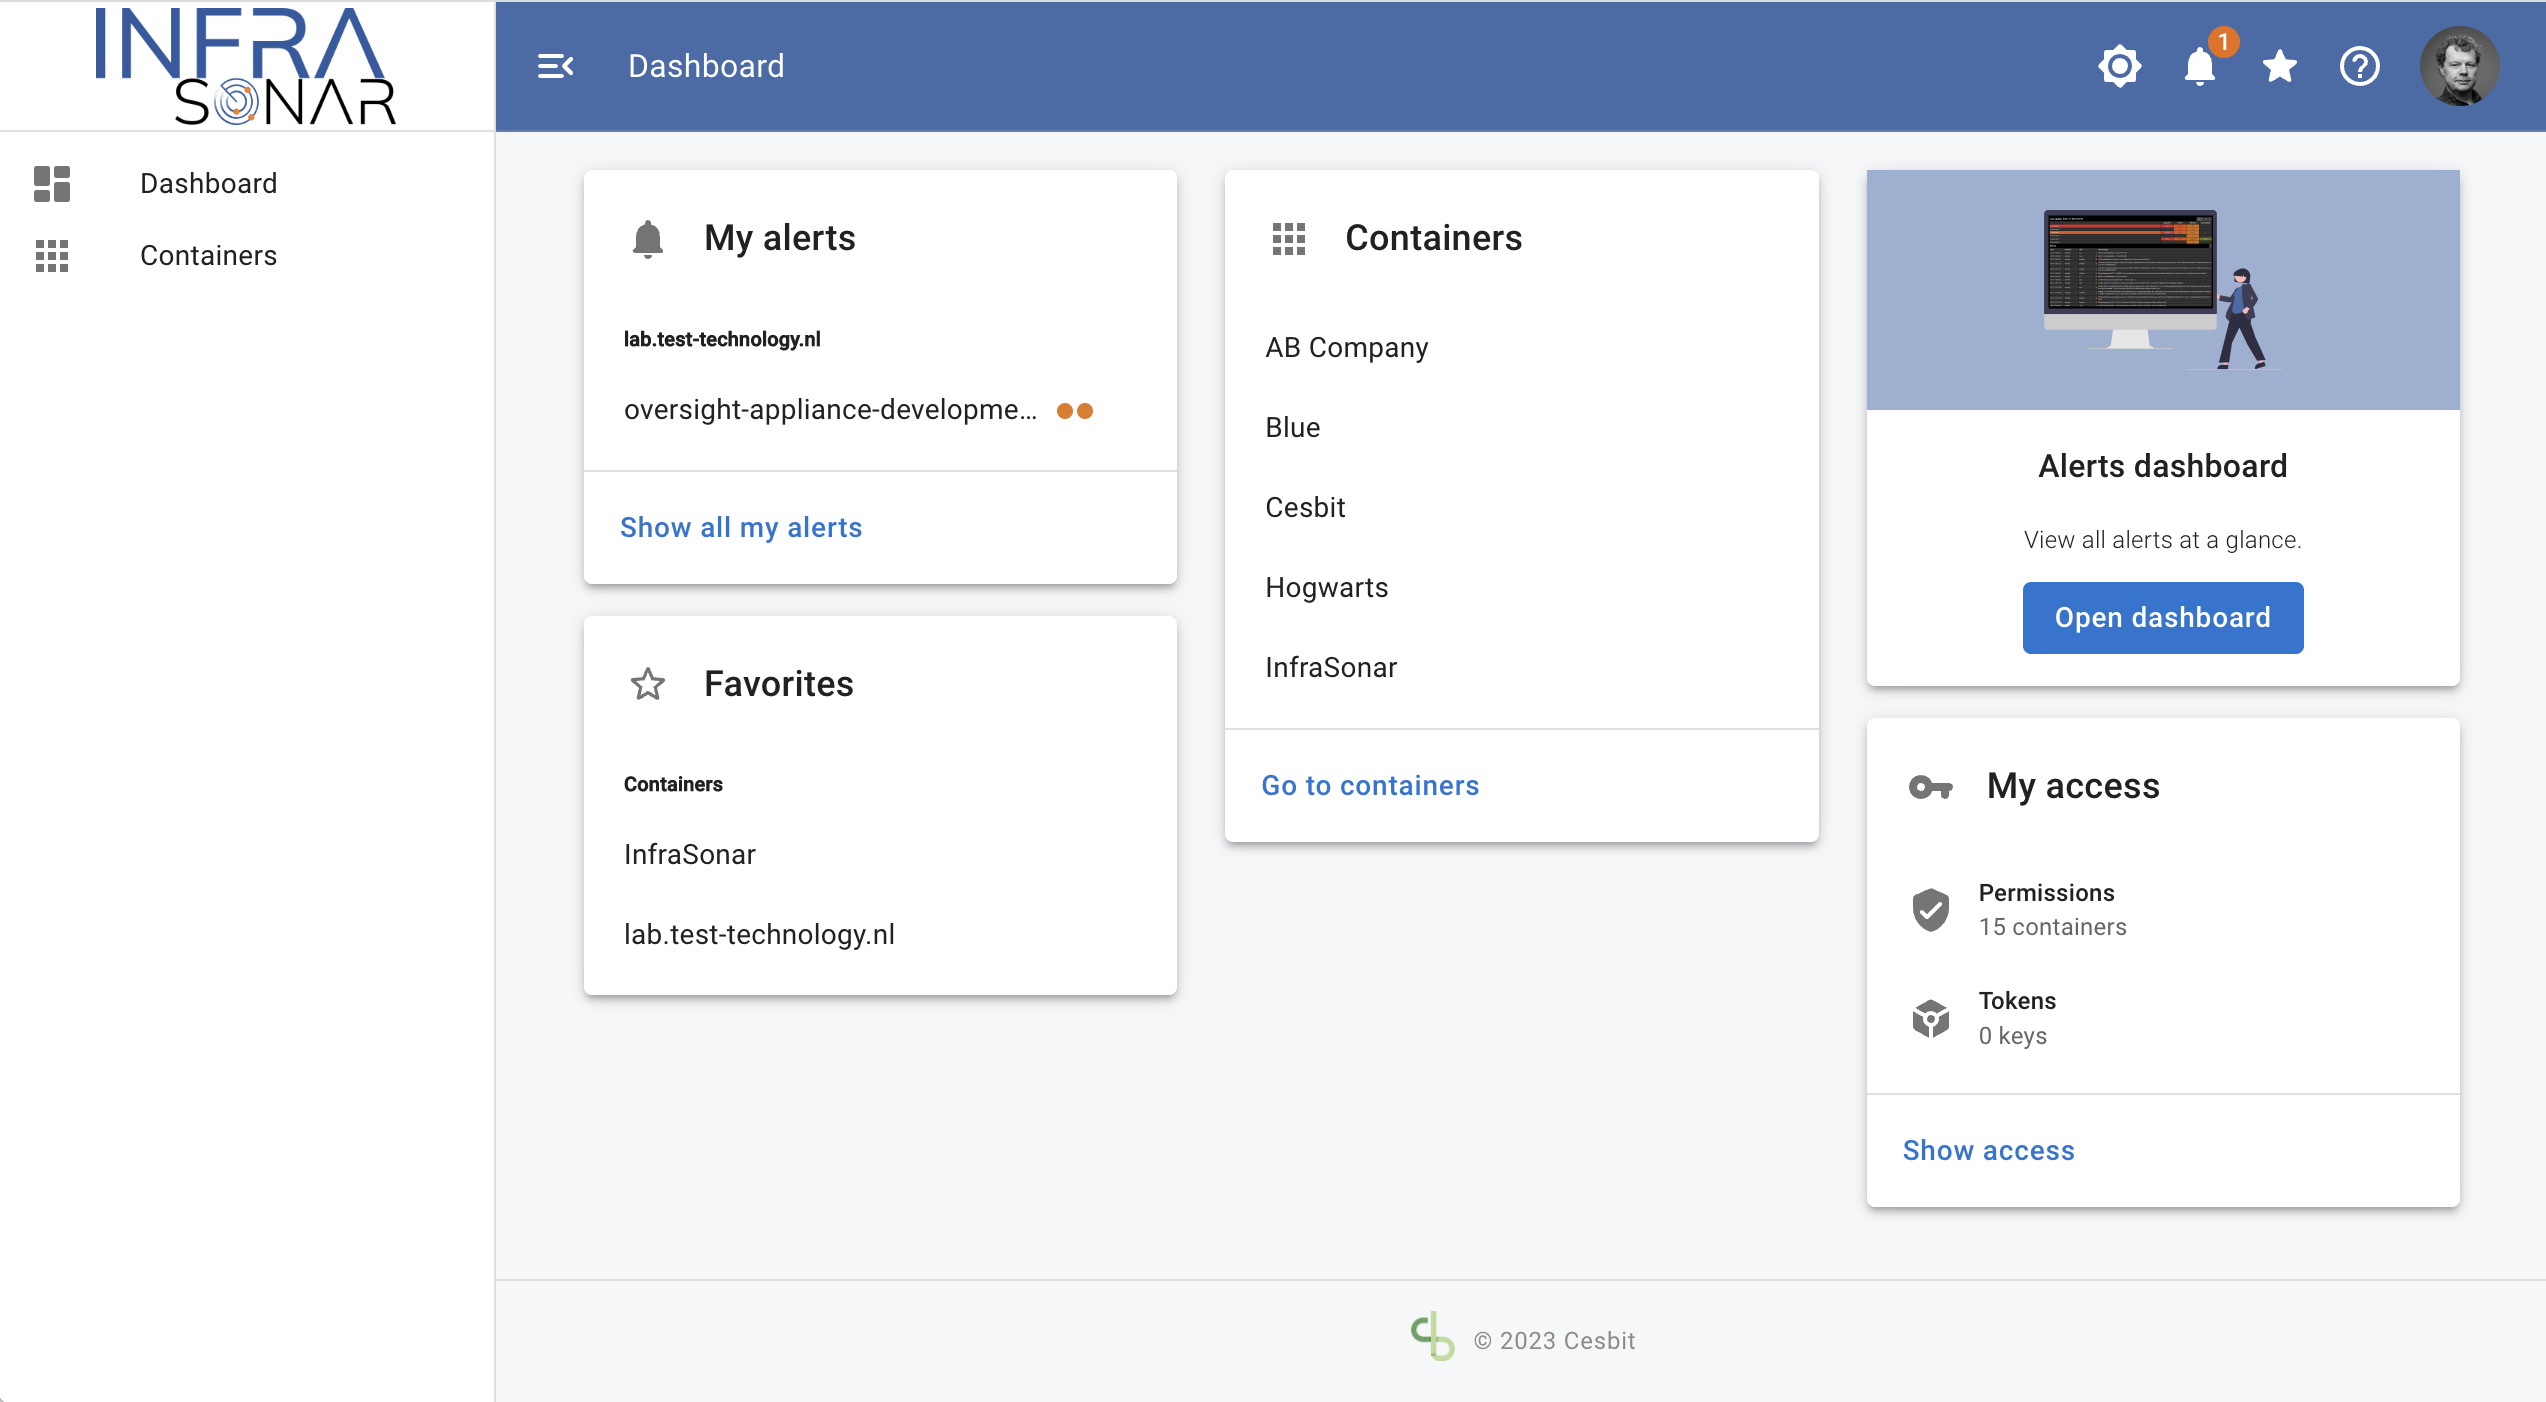 INFRA
SONAR
Dashboard
1
Dashboard
Containers
My alerts
lab.test-technology.nl
oversight-appliance-developme...
Show all my alerts
Favorites
Containers
InfraSonar
lab.test-technology.nl
Containers
AB Company
Blue
Cesbit
Hogwarts
InfraSonar
Go to containers
Alerts dashboard
View all alerts at a glance.
Open dashboard
My access
Permissions
15 containers
Tokens
0 keys
Show access
© 2023 Cesbit